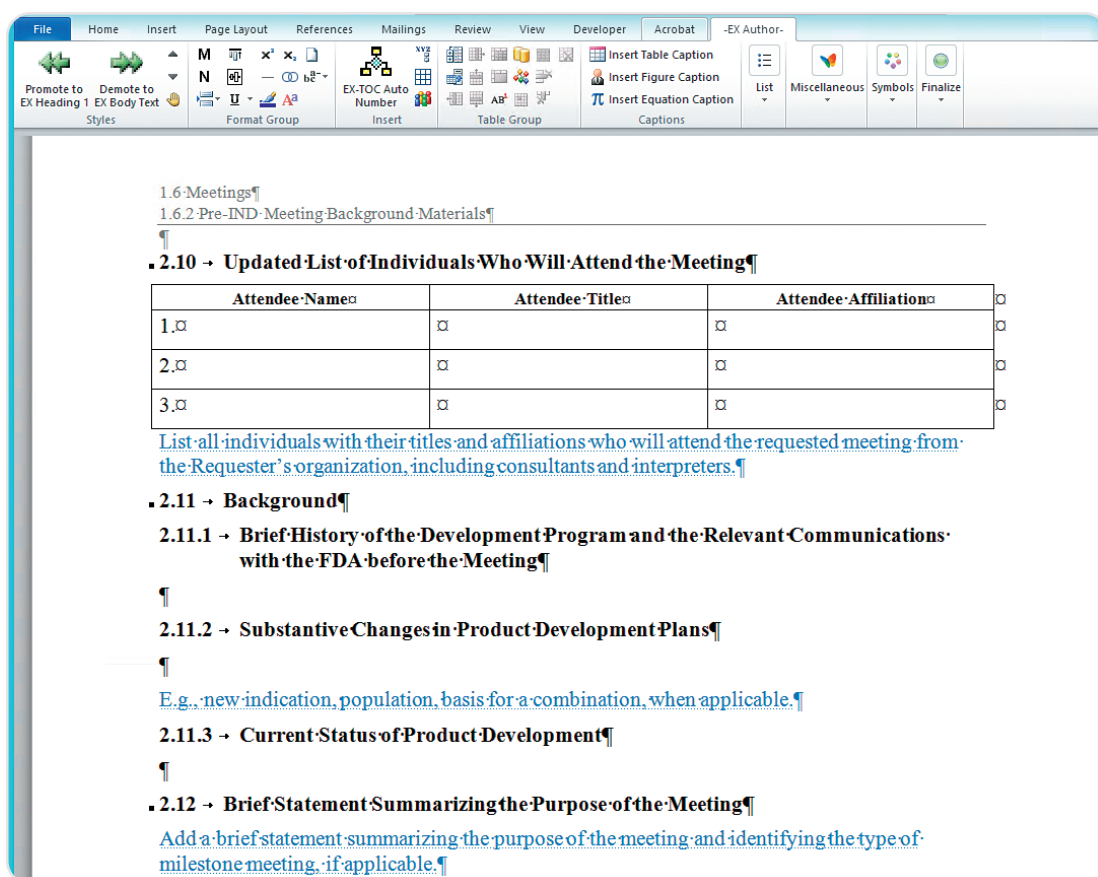 File Home Insert Page Layout References Mailings Review View Developer Acrobat -EX Author-
M X² X₂ XYZ Insert Table Caption
N Insert Figure Caption
U Aa AB¹ π Insert Equation Caption
Promote to Demote to EX-TOC Auto List Miscellaneous Symbols Finalize
EX Heading 1 EX Body Text Number
Styles Format Group Insert Table Group Captions
1.6 Meetings¶
1.6.2 Pre-IND Meeting Background Materials¶
¶
2.10 → Updated List of Individuals Who Will Attend the Meeting¶
Attendee Name¤ Attendee Title¤ Attendee Affiliation¤ ¤
1.¤ ¤ ¤ ¤
2.¤ ¤ ¤ ¤
3.¤ ¤ ¤ ¤
List all individuals with their titles and affiliations who will attend the requested meeting from
the Requester's organization, including consultants and interpreters.¶
2.11 → Background¶
2.11.1 → Brief History of the Development Program and the Relevant Communications
with the FDA before the Meeting¶
¶
2.11.2 → Substantive Changes in Product Development Plans¶
¶
E.g., new indication, population, basis for a combination, when applicable.¶
2.11.3 → Current Status of Product Development¶
¶
2.12 → Brief Statement Summarizing the Purpose of the Meeting¶
Add a brief statement summarizing the purpose of the meeting and identifying the type of
milestone meeting, if applicable.¶